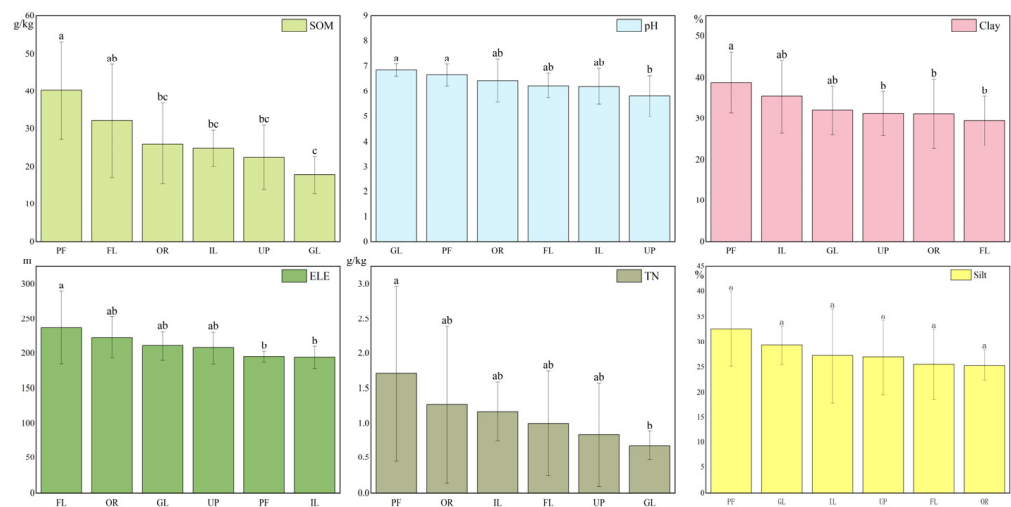 g/kg
60
50
40
30
20
10
0
SOM
a
ab
bc
bc
bc
c
PF FL OR IL UP GL
9
8
7
6
5
4
3
2
1
0
pH
a
a
ab
ab
ab
b
GL PF OR FL IL UP
%
50
40
30
20
10
0
Clay
a
ab
ab
b
b
b
PF IL GL UP OR FL
m
300
250
200
150
100
50
0
ELE
a
ab
ab
ab
b
b
FL OR GL UP PF IL
g/kg
3.0
2.5
2.0
1.5
1.0
0.5
0.0
TN
a
ab
ab
ab
ab
b
PF OR IL FL UP GL
45
%
40
35
30
25
20
15
10
5
0
Silt
a
a
a
a
a
a
PF GL IL UP FL OR